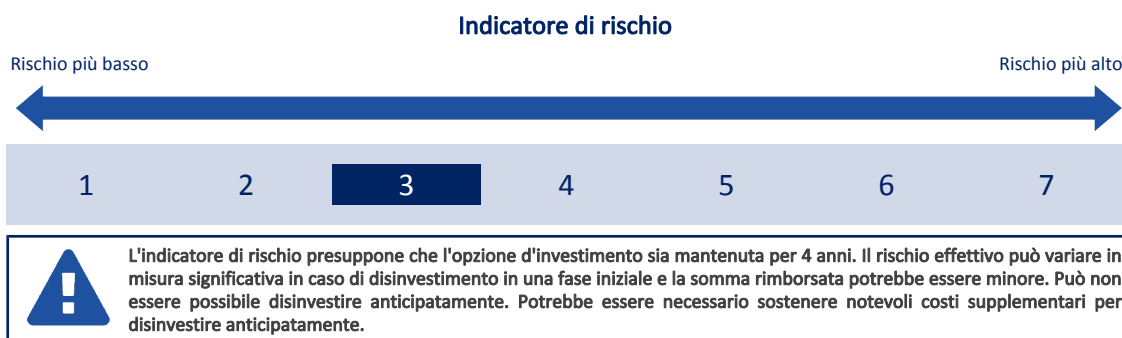 Indicatore di rischio
Rischio più basso
Rischio più alto
1 2 3 4 5 6 7
L'indicatore di rischio presuppone che l'opzione d'investimento sia mantenuta per 4 anni. Il rischio effettivo può variare in
misura significativa in caso di disinvestimento in una fase iniziale e la somma rimborsata potrebbe essere minore. Può non
essere possibile disinvestire anticipatamente. Potrebbe essere necessario sostenere notevoli costi supplementari per
disinvestire anticipatamente.